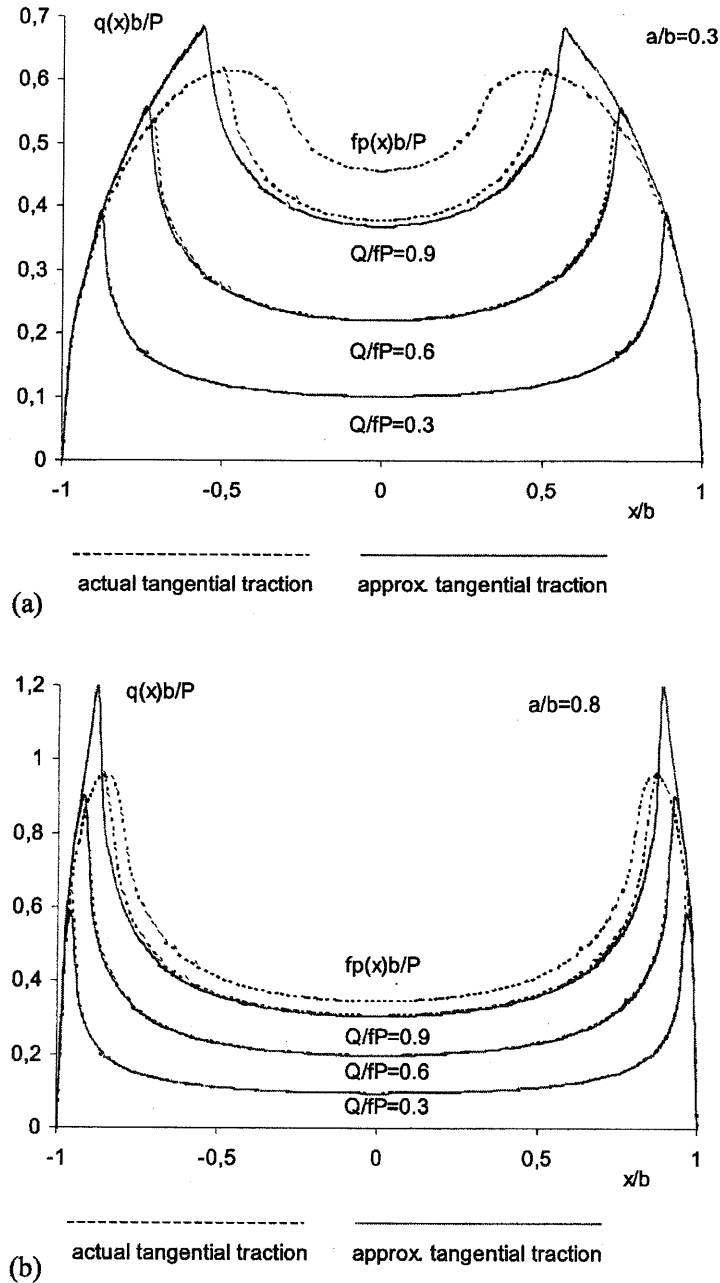 q(x)b/P
a/b=0.3
0,7
0,6
0,5
0,4
0,3
0,2
0,1
0
fp(x)b/P
Q/fP=0.9
Q/fP=0.6
Q/fP=0.3
-1
-0,5
0
0,5
1
x/b
actual tangential traction
approx. tangential traction
(a)
q(x)b/P
a/b=0.8
1,2
1
0,8
0,6
0,4
0,2
0
fp(x)b/P
Q/fP=0.9
Q/fP=0.6
Q/fP=0.3
-1
-0,5
0
0,5
1
x/b
actual tangential traction
approx. tangential traction
(b)